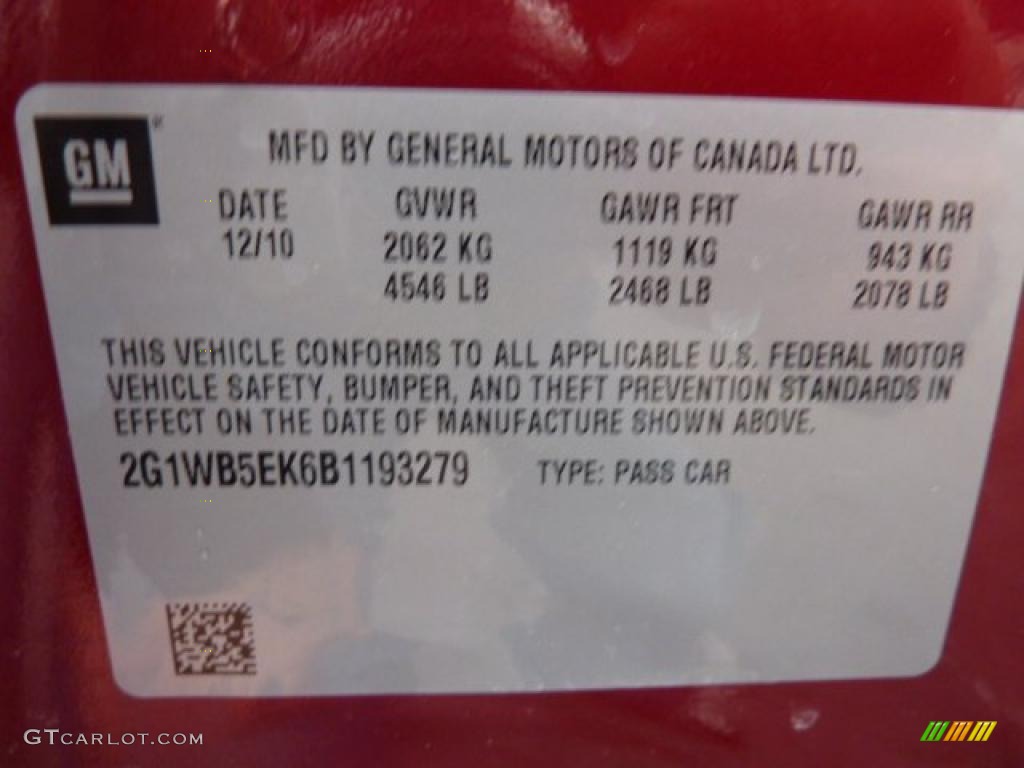 GM
MFD BY GENERAL MOTORS OF CANADA LTD.
DATE GVWR GAWR FRT GAWR RR
12/10 2062 KG 1119 KG 943 KG
4546 LB 2468 LB 2078 LB
THIS VEHICLE CONFORMS TO ALL APPLICABLE U.S. FEDERAL MOTOR
VEHICLE SAFETY, BUMPER, AND THEFT PREVENTION STANDARDS IN
EFFECT ON THE DATE OF MANUFACTURE SHOWN ABOVE.
2G1WB5EK6B1193279 TYPE: PASS CAR
GTCARLOT.COM